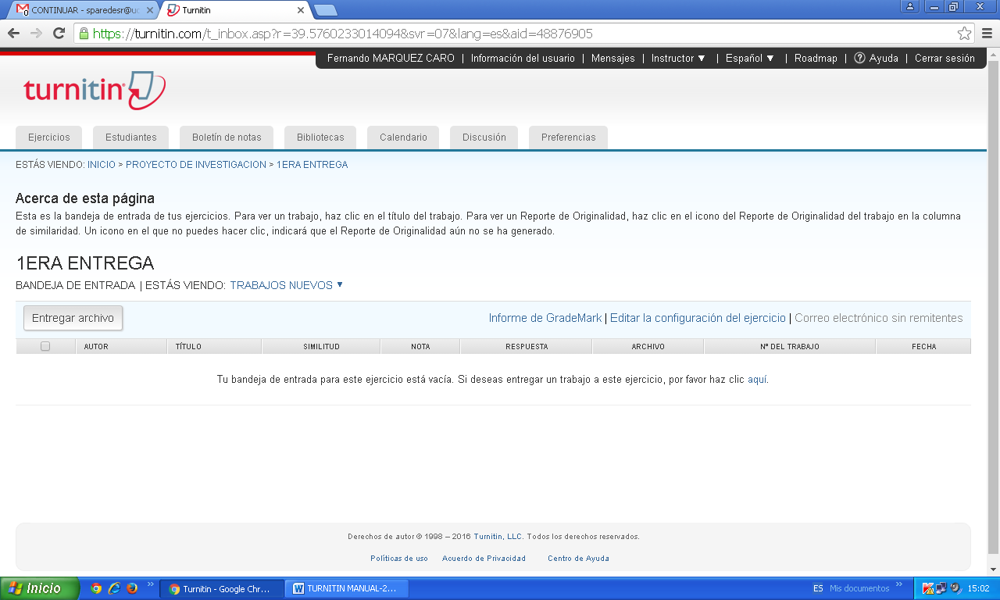 CONTINUAR - sparedesr@uc
Turnitin
https://turnitin.com/t_inbox.asp?r=39.5760233014094&svr=07&lang=es&aid=48876905
Fernando MARQUEZ CARO | Información del usuario | Mensajes | Instructor ▼ | Español ▼ | Roadmap | ? Ayuda | Cerrar sesión
turnitin
Ejercicios
Estudiantes
Boletín de notas
Bibliotecas
Calendario
Discusión
Preferencias
ESTÁS VIENDO: INICIO > PROYECTO DE INVESTIGACION > 1ERA ENTREGA
Acerca de esta página
Esta es la bandeja de entrada de tus ejercicios. Para ver un trabajo, haz clic en el título del trabajo. Para ver un Reporte de Originalidad, haz clic en el icono del Reporte de Originalidad del trabajo en la columna
de similaridad. Un icono en el que no puedes hacer clic, indicará que el Reporte de Originalidad aún no se ha generado.
1ERA ENTREGA
BANDEJA DE ENTRADA | ESTÁS VIENDO: TRABAJOS NUEVOS ▼
Entregar archivo
Informe de GradeMark | Editar la configuración del ejercicio | Correo electrónico sin remitentes
AUTOR TÍTULO SIMILITUD NOTA RESPUESTA ARCHIVO Nº DEL TRABAJO FECHA
Tu bandeja de entrada para este ejercicio está vacía. Si deseas entregar un trabajo a este ejercicio, por favor haz clic aquí.
Derechos de autor © 1998 – 2016 Turnitin, LLC. Todos los derechos reservados.
Políticas de uso Acuerdo de Privacidad Centro de Ayuda
Inicio
Turnitin - Google Chr...
TURNITIN MANUAL-2...
ES
Mis documentos
15:02